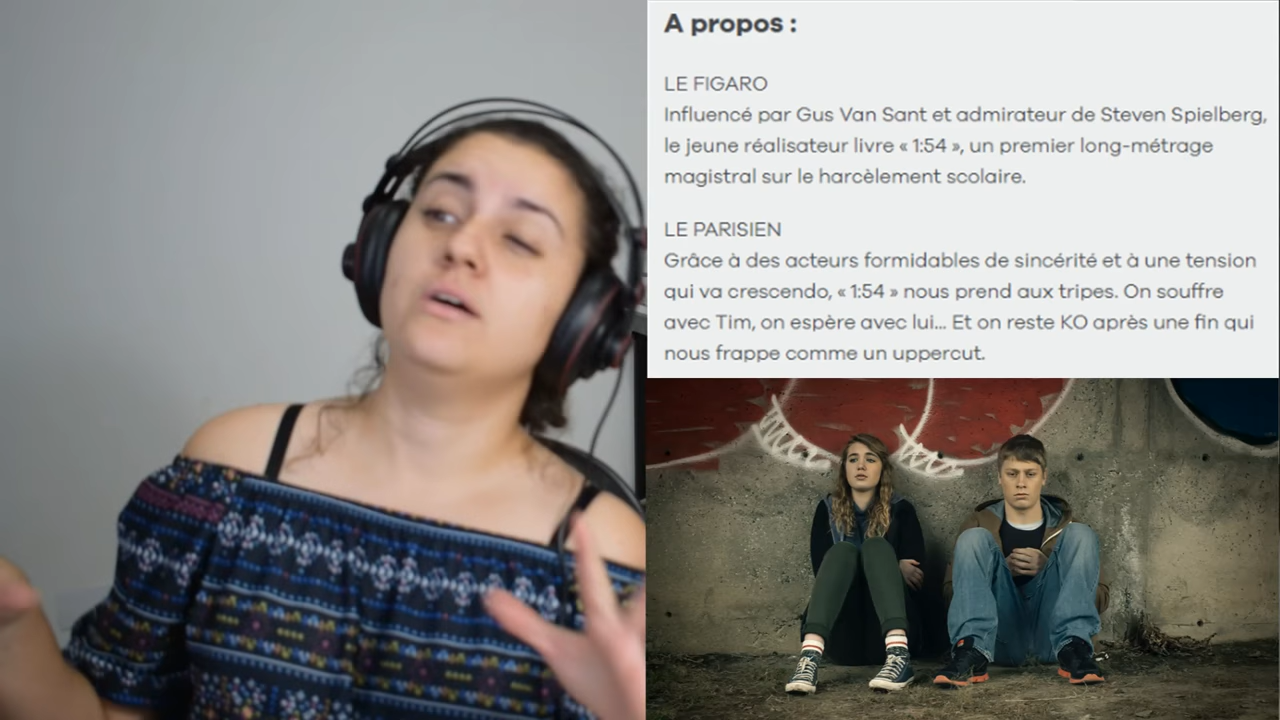 A propos :
LE FIGARO
Influencé par Gus Van Sant et admirateur de Steven Spielberg,
le jeune réalisateur livre « 1:54 », un premier long-métrage
magistral sur le harcèlement scolaire.
LE PARISIEN
Grâce à des acteurs formidables de sincérité et à une tension
qui va crescendo, « 1:54 » nous prend aux tripes. On souffre
avec Tim, on espère avec lui... Et on reste KO après une fin qui
nous frappe comme un uppercut.